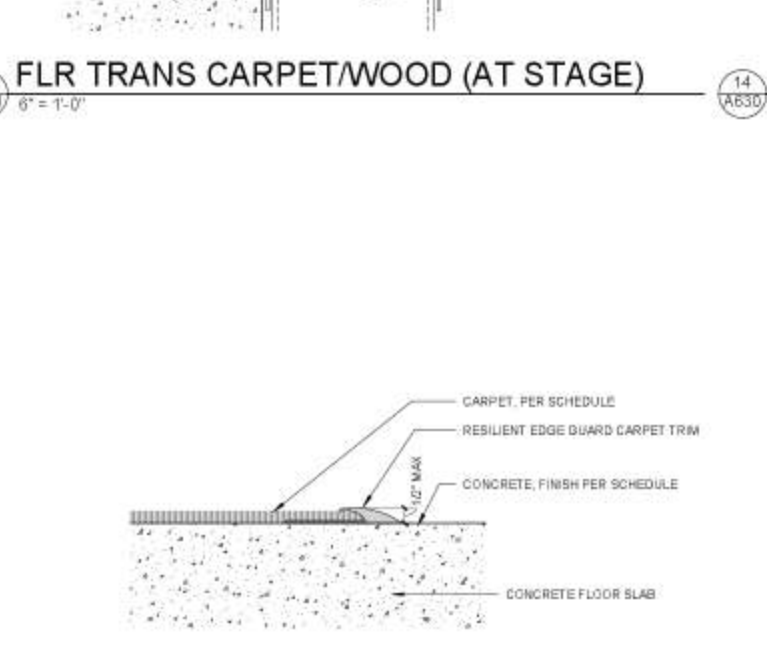 FLR TRANS CARPET/WOOD (AT STAGE)
6" = 1'-0"
14
A630
CARPET, PER SCHEDULE
RESILIENT EDGE GUARD CARPET TRIM
1/2" MAX
CONCRETE, FINISH PER SCHEDULE
CONCRETE FLOOR SLAB